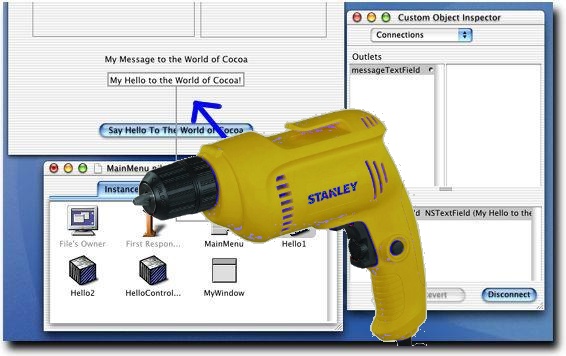 Custom Object Inspector
Connections
Outlets
messageTextField
My Message to the World of Cocoa
My Hello to the World of Cocoa!
Say Hello To The World of Cocoa
MainMenu
Instance
STANLEY
File's Owner
First Respon...
MainMenu
Hello1
Hello2
HelloControl...
MyWindow
NSTextField (My Hello to the
Disconnect